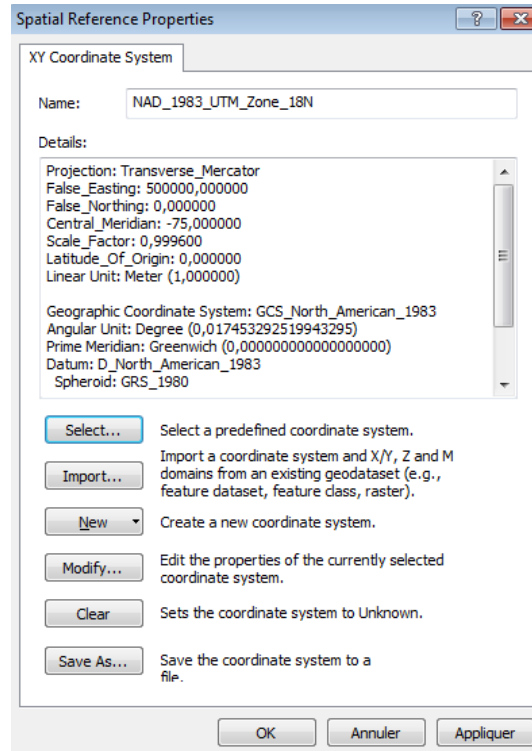 Spatial Reference Properties
XY Coordinate System
Name: NAD_1983_UTM_Zone_18N
Details:
Projection: Transverse_Mercator
False_Easting: 500000,000000
False_Northing: 0,000000
Central_Meridian: -75,000000
Scale_Factor: 0,999600
Latitude_Of_Origin: 0,000000
Linear Unit: Meter (1,000000)
Geographic Coordinate System: GCS_North_American_1983
Angular Unit: Degree (0,017453292519943295)
Prime Meridian: Greenwich (0,000000000000000000)
Datum: D_North_American_1983
Spheroid: GRS_1980
Select... Select a predefined coordinate system.
Import a coordinate system and X/Y, Z and M
Import... domains from an existing geodataset (e.g.,
feature dataset, feature class, raster).
New Create a new coordinate system.
Modify... Edit the properties of the currently selected
coordinate system.
Clear Sets the coordinate system to Unknown.
Save As... Save the coordinate system to a
file.
OK Annuler Appliquer